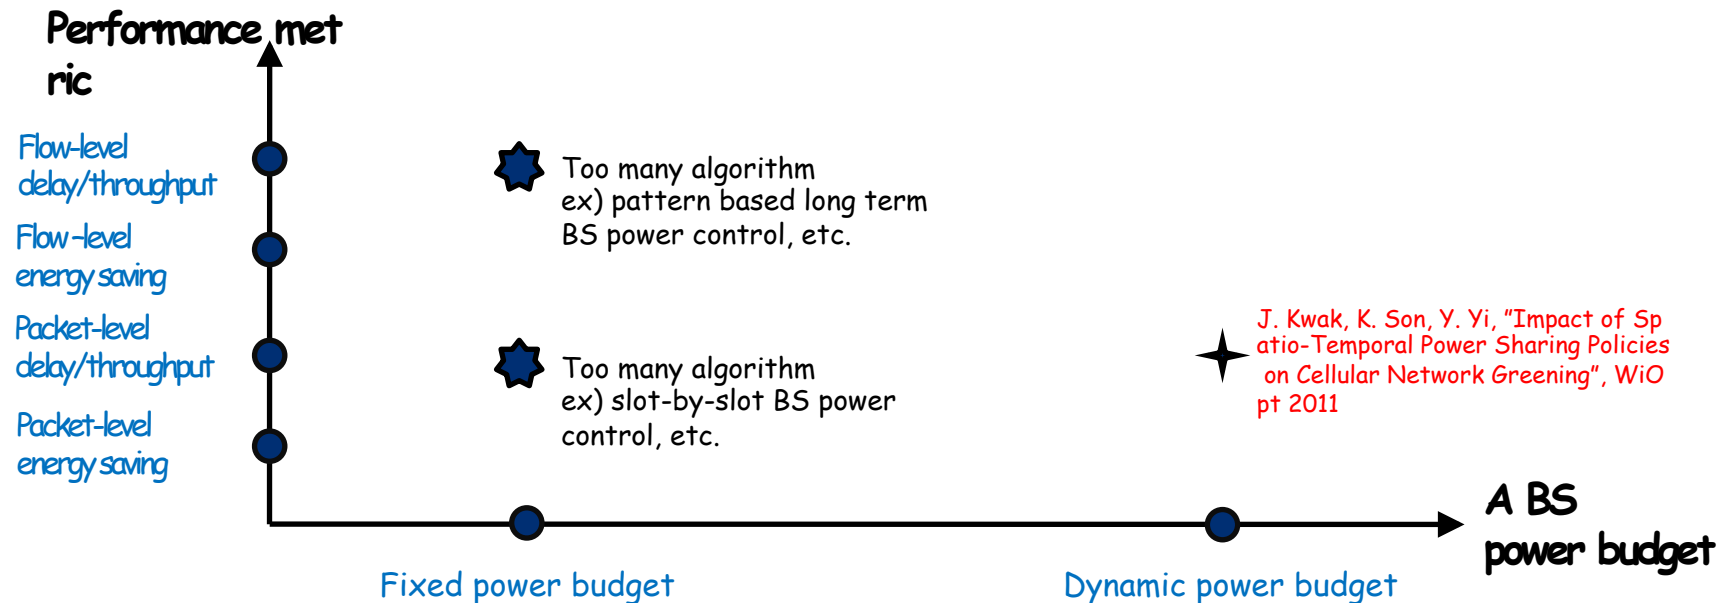 Performance met
ric
Flow-level
delay/throughput
Flow-level
energy saving
Packet-level
delay/throughput
Packet-level
energy saving
Too many algorithm
ex) pattern based long term
BS power control, etc.
Too many algorithm
ex) slot-by-slot BS power
control, etc.
J. Kwak, K. Son, Y. Yi, "Impact of Sp
atio-Temporal Power Sharing Policies
on Cellular Network Greening", WiO
pt 2011
A BS
power budget
Fixed power budget
Dynamic power budget